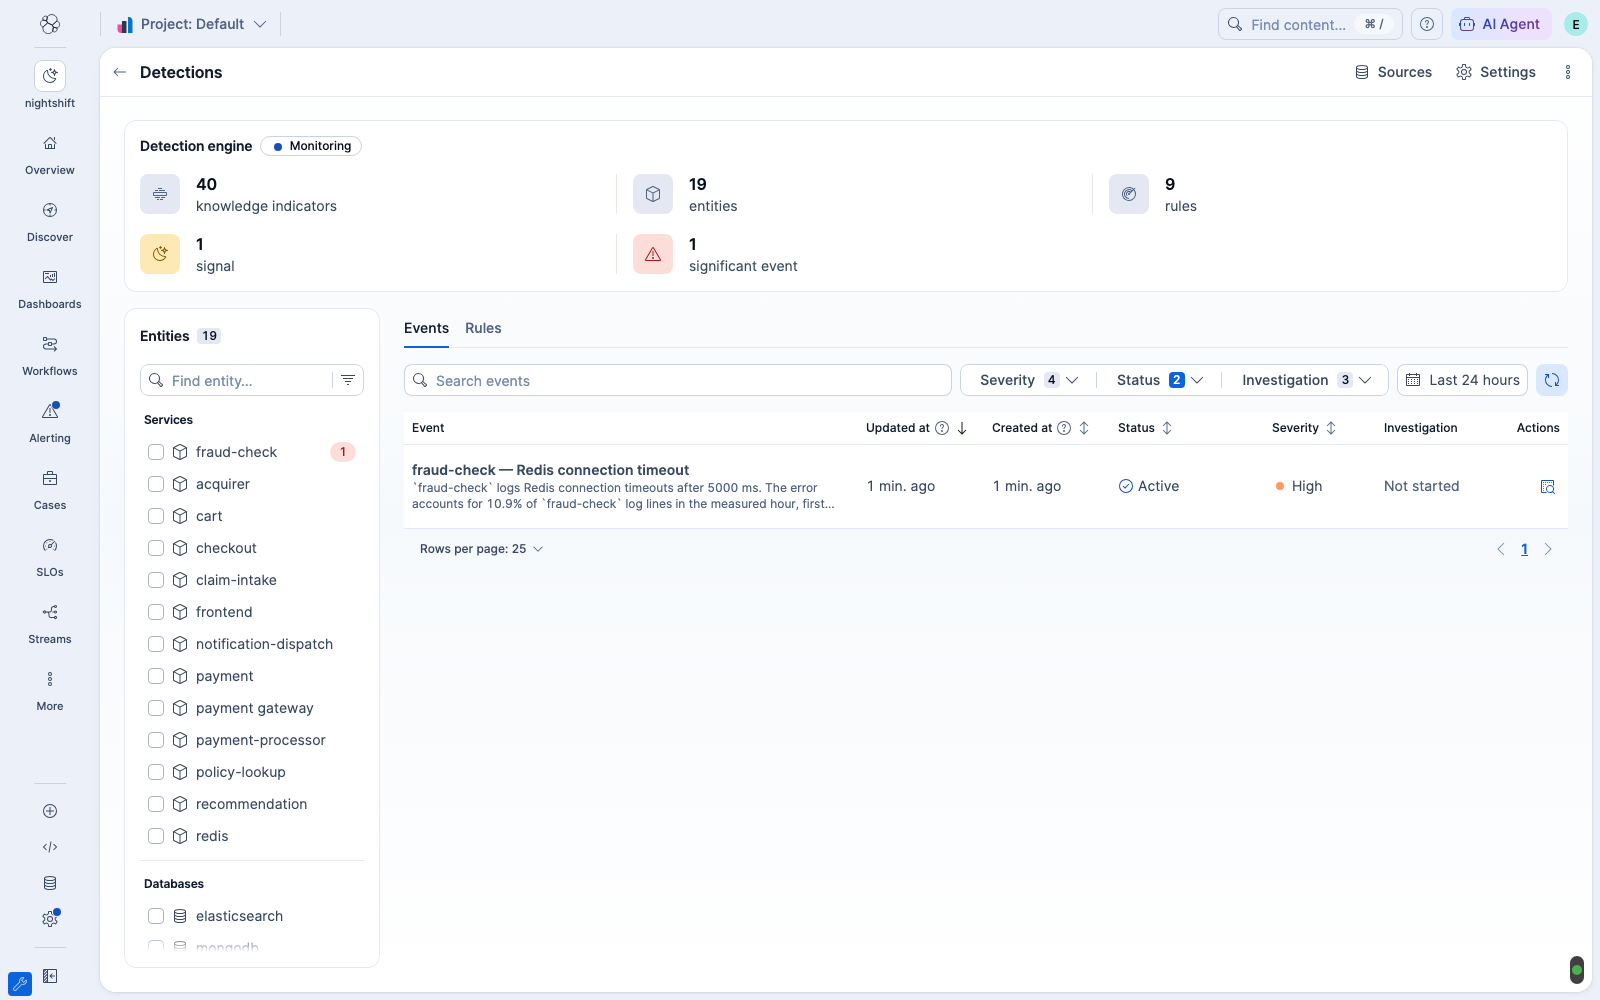 Project: Default
Find content...
⌘ /
AI Agent
E
nightshift
Overview
Discover
Dashboards
Workflows
Alerting
Cases
SLOs
Streams
More
Detections
Sources
Settings
Detection engine
Monitoring
40
knowledge indicators
19
entities
9
rules
1
signal
1
significant event
Entities 19
Find entity...
Services
fraud-check 1
acquirer
cart
checkout
claim-intake
frontend
notification-dispatch
payment
payment gateway
payment-processor
policy-lookup
recommendation
redis
Databases
elasticsearch
mongodb
Events Rules
Search events
Severity 4
Status 2
Investigation 3
Last 24 hours
Event Updated at Created at Status Severity Investigation Actions
fraud-check — Redis connection timeout
`fraud-check` logs Redis connection timeouts after 5000 ms. The error
accounts for 10.9% of `fraud-check` log lines in the measured hour, first...
1 min. ago
1 min. ago
Active
High
Not started
Rows per page: 25
1